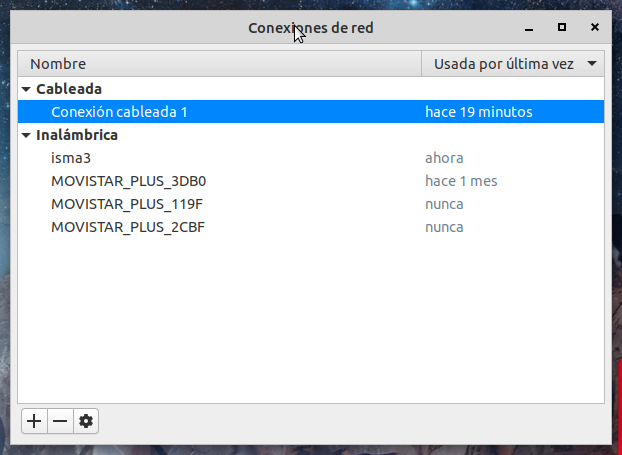 Conexiones de red
Nombre Usada por última vez
Cableada
Conexión cableada 1 hace 19 minutos
Inalámbrica
isma3 ahora
MOVISTAR_PLUS_3DB0 hace 1 mes
MOVISTAR_PLUS_119F nunca
MOVISTAR_PLUS_2CBF nunca